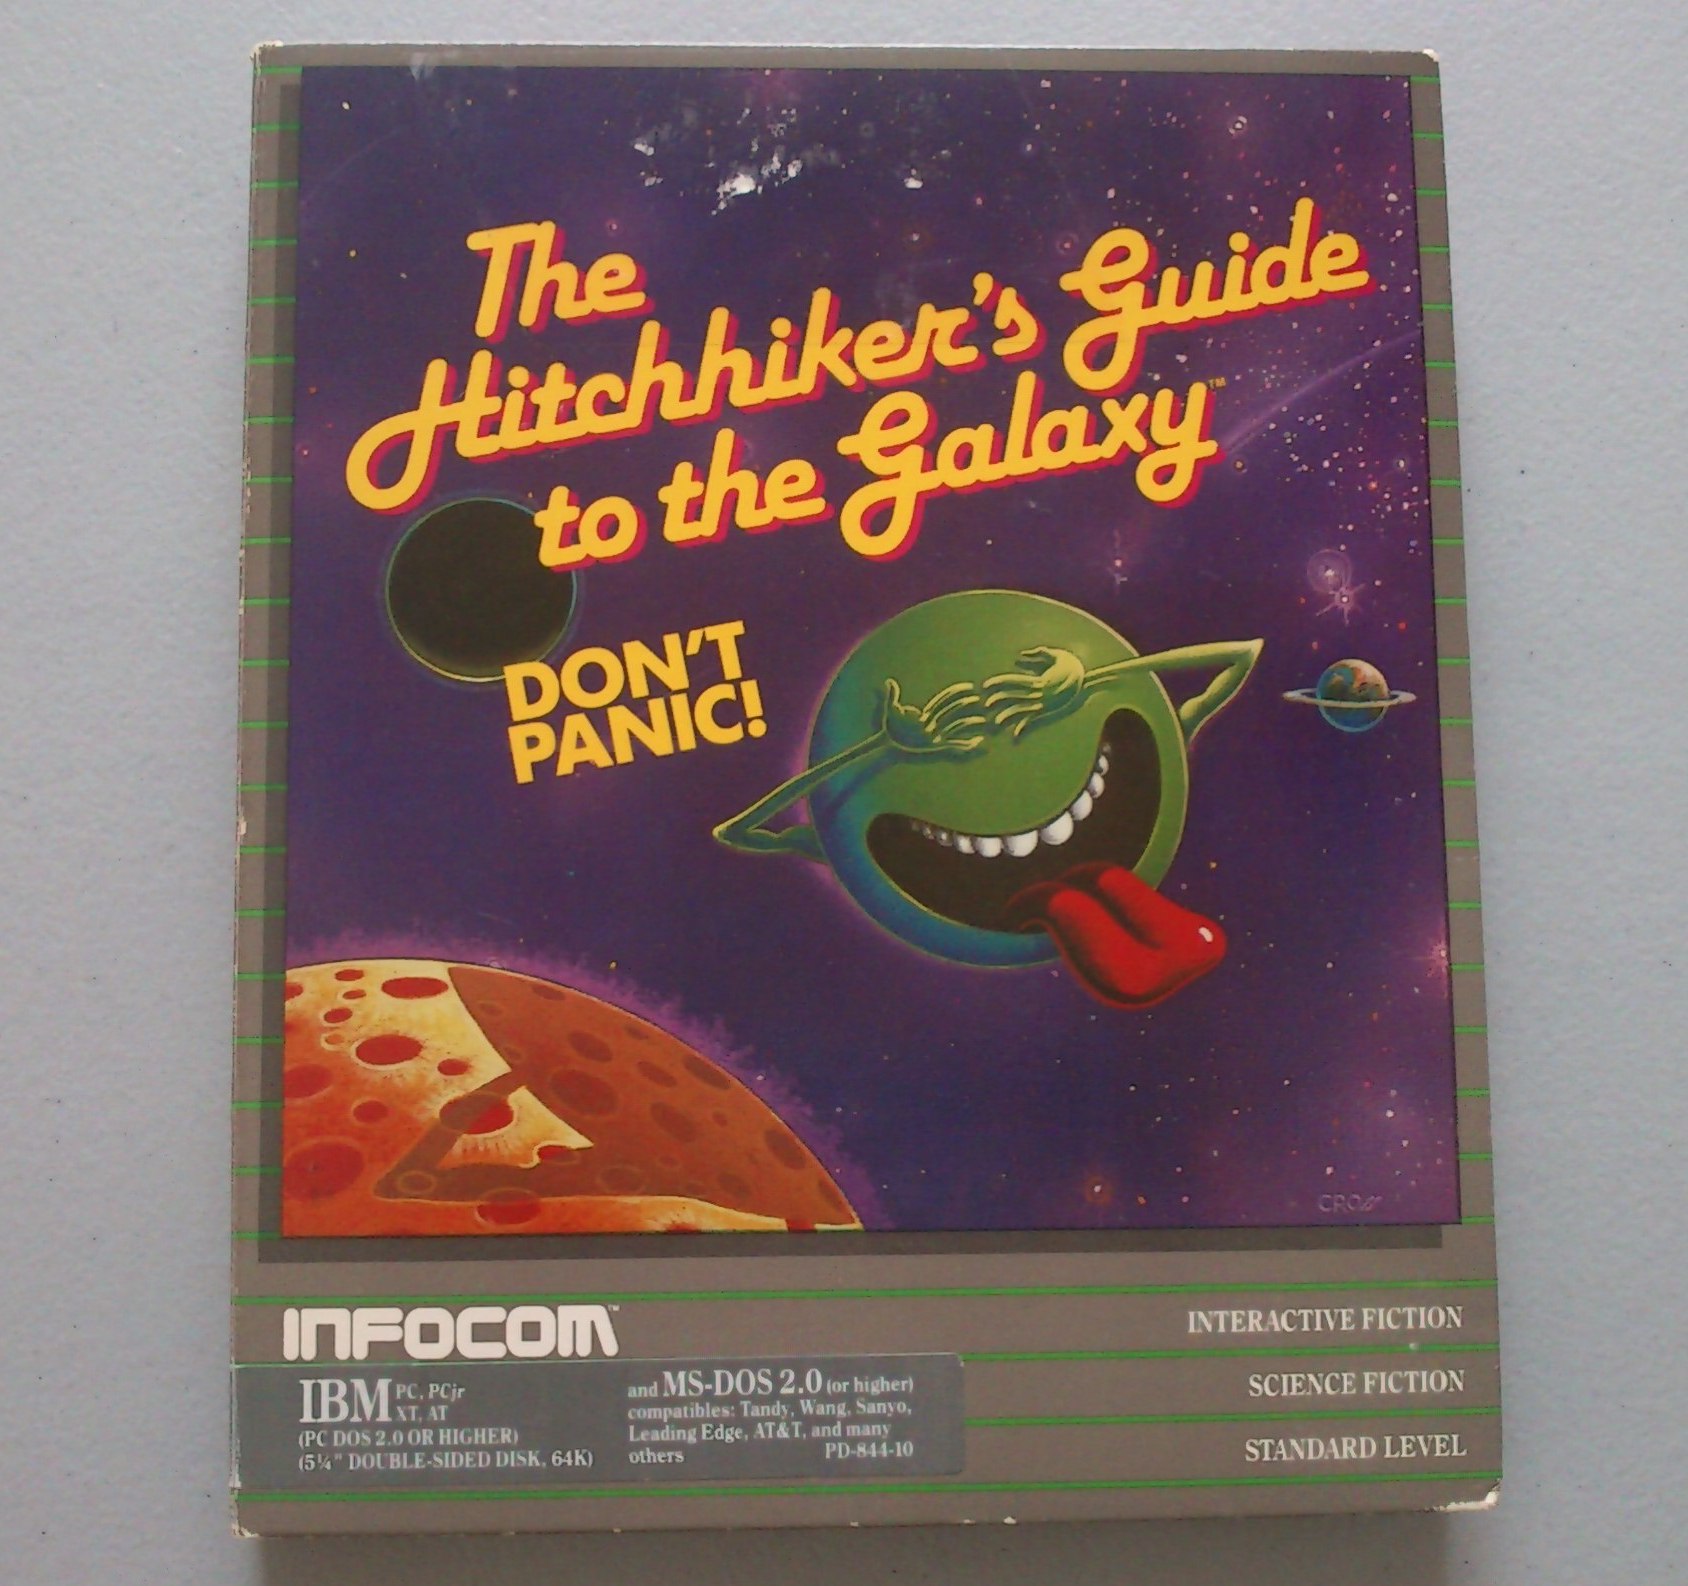 The
Hitchhiker's Guide
to the Galaxy™
DON'T
PANIC!
CROSS
INFOCOM™
IBM PC, PCjr
XT, AT
(PC DOS 2.0 OR HIGHER)
(5¼" DOUBLE-SIDED DISK, 64K)
and MS-DOS 2.0 (or higher)
compatibles: Tandy, Wang, Sanyo,
Leading Edge, AT&T, and many
others PD-844-10
INTERACTIVE FICTION
SCIENCE FICTION
STANDARD LEVEL